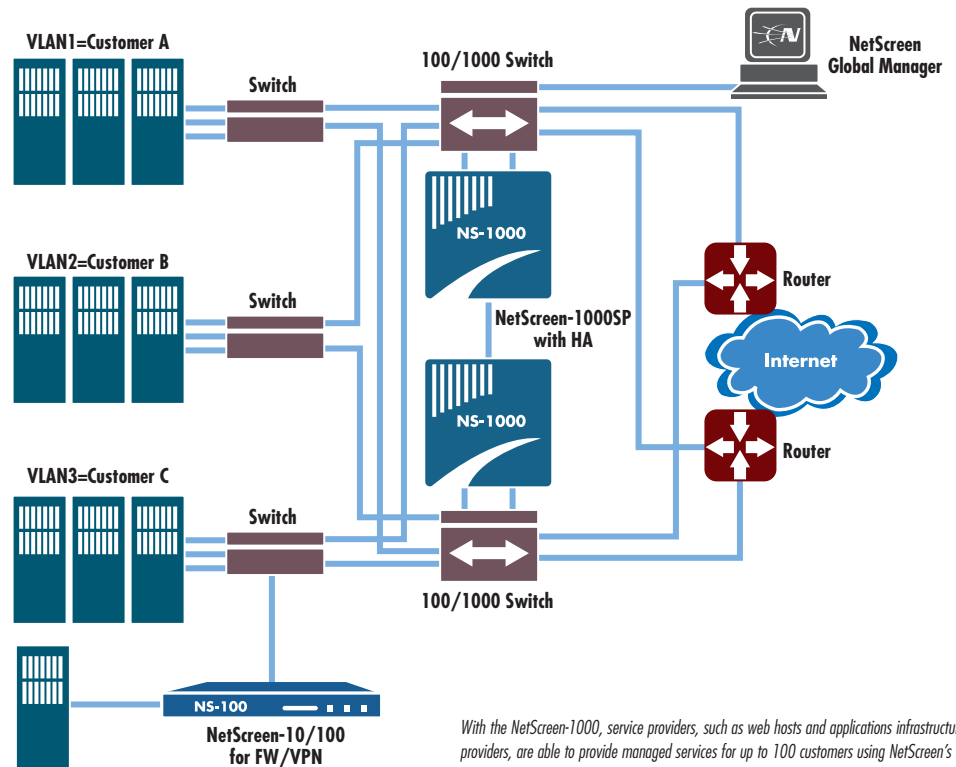 VLAN1=Customer A
Switch
100/1000 Switch
N
NetScreen
Global Manager
NS-1000
VLAN2=Customer B
Switch
Router
NetScreen-1000SP
with HA
Internet
NS-1000
Router
VLAN3=Customer C
Switch
100/1000 Switch
NS-100
NetScreen-10/100
for FW/VPN
With the NetScreen-1000, service providers, such as web hosts and applications infrastructu
providers, are able to provide managed services for up to 100 customers using NetScreen's